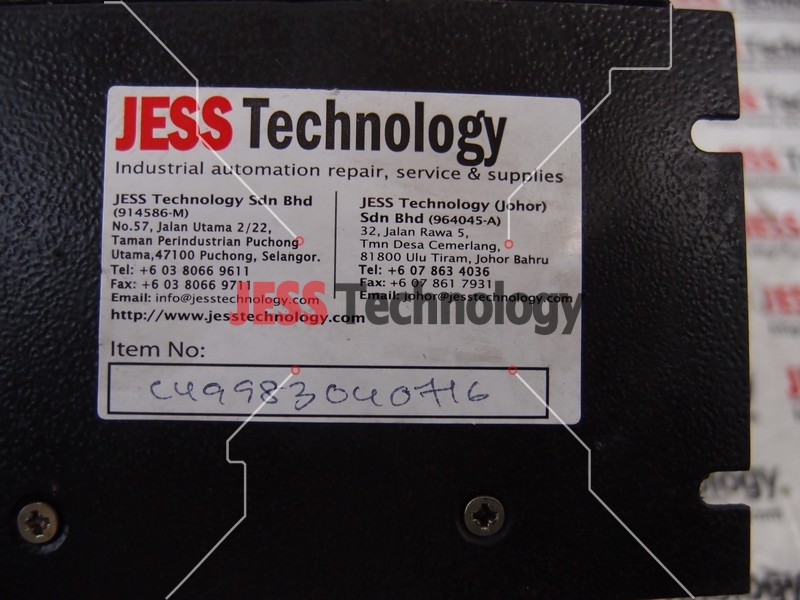 JESS Technology
Industrial automation repair, service & supplies
JESS Technology Sdn Bhd
(914586-M)
No.57, Jalan Utama 2/22,
Taman Perindustrian Puchong
Utama,47100 Puchong, Selangor.
Tel: +6 03 8066 9611
Fax: +6 03 8066 9711
Email: info@jesstechnology.com
http://www.jesstechnology.com
JESS Technology (Johor)
Sdn Bhd (964045-A)
32, Jalan Rawa 5,
Tmn Desa Cemerlang,
81800 Ulu Tiram, Johor Bahru
Tel: +6 07 863 4036
Fax: +6 07 861 7931
Email: Johor@jesstechnology.com
JESS Technology
Item No:
C49983040716